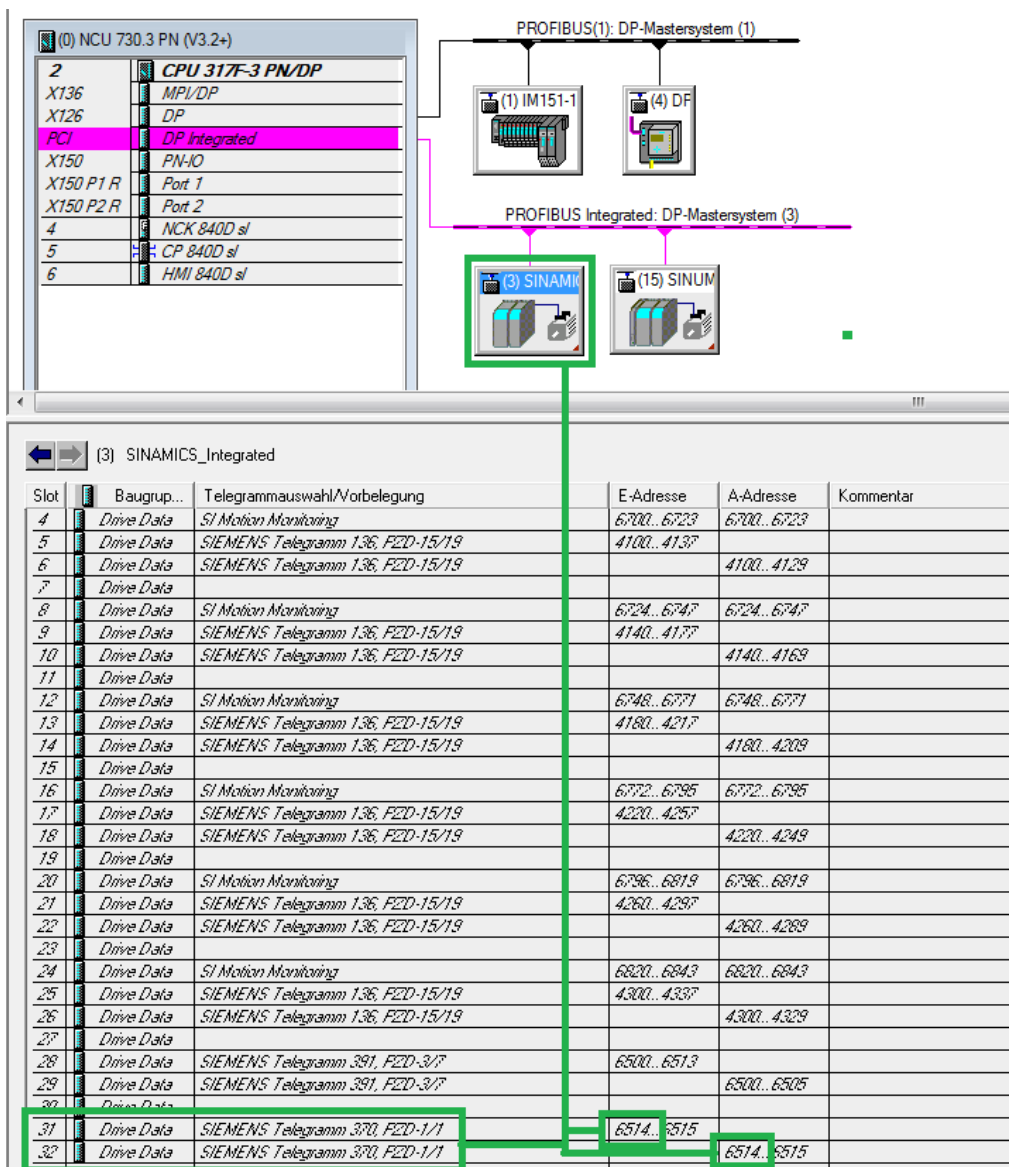 PROFIBUS(1): DP-Mastersystem (1)
(0) NCU 730.3 PN (V3.2+)
2 CPU 317F-3 PN/DP
X136 MPI/DP
X126 DP
PCI DP Integrated
X150 PN-IO
X150 P1 R Port 1
X150 P2 R Port 2
4 NCK 840D sl
5 CP 840D sl
6 HMI 840D sl
(1) IM151-1
(4) DP
PROFIBUS Integrated: DP-Mastersystem (3)
(3) SINAMI
(15) SINUM
(3) SINAMICS_Integrated
Slot Baugrup... Telegrammauswahl/Vorbelegung E-Adresse A-Adresse Kommentar
4 Drive Data SI Motion Monitoring 6700...6723 6700...6723
5 Drive Data SIEMENS Telegramm 136, PZD-15/19 4100...4137
6 Drive Data SIEMENS Telegramm 136, PZD-15/19 4100...4129
7 Drive Data
8 Drive Data SI Motion Monitoring 6724...6747 6724...6747
9 Drive Data SIEMENS Telegramm 136, PZD-15/19 4140...4177
10 Drive Data SIEMENS Telegramm 136, PZD-15/19 4140...4169
11 Drive Data
12 Drive Data SI Motion Monitoring 6748...6771 6748...6771
13 Drive Data SIEMENS Telegramm 136, PZD-15/19 4180...4217
14 Drive Data SIEMENS Telegramm 136, PZD-15/19 4180...4209
15 Drive Data
16 Drive Data SI Motion Monitoring 6772...6795 6772...6795
17 Drive Data SIEMENS Telegramm 136, PZD-15/19 4220...4257
18 Drive Data SIEMENS Telegramm 136, PZD-15/19 4220...4249
19 Drive Data
20 Drive Data SI Motion Monitoring 6796...6819 6796...6819
21 Drive Data SIEMENS Telegramm 136, PZD-15/19 4260...4297
22 Drive Data SIEMENS Telegramm 136, PZD-15/19 4260...4289
23 Drive Data
24 Drive Data SI Motion Monitoring 6820...6843 6820...6843
25 Drive Data SIEMENS Telegramm 136, PZD-15/19 4300...4337
26 Drive Data SIEMENS Telegramm 136, PZD-15/19 4300...4329
27 Drive Data
28 Drive Data SIEMENS Telegramm 391, PZD-3/7 6500...6513
29 Drive Data SIEMENS Telegramm 391, PZD-3/7 6500...6505
30 Drive Data
31 Drive Data SIEMENS Telegramm 370, PZD-1/1 6514...6515
32 Drive Data SIEMENS Telegramm 370, PZD-1/1 6514...6515